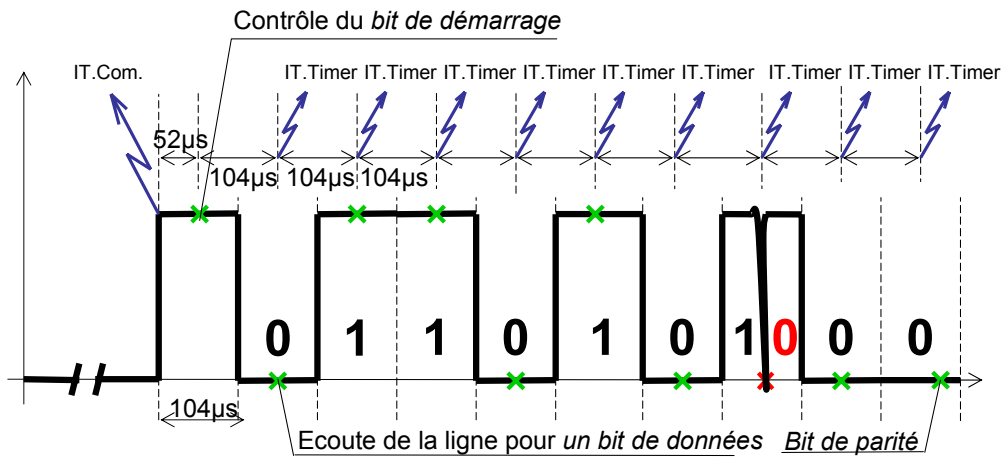 Contrôle du bit de démarrage
IT.Com.
IT.Timer IT.Timer IT.Timer IT.Timer IT.Timer IT.Timer IT.Timer IT.Timer IT.Timer
52µs
104µs 104µs 104µs
0 1 1 0 1 0 1 0 0 0
104µs
Ecoute de la ligne pour un bit de données
Bit de parité